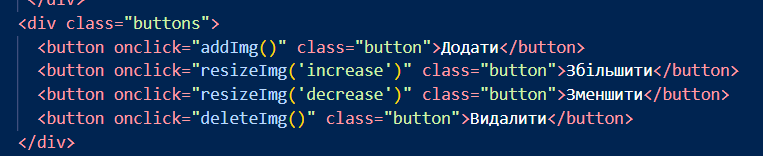 </div>
<div class="buttons">
<button onclick="addImg()" class="button">Додати</button>
<button onclick="resizeImg('increase')" class="button">Збільшити</button>
<button onclick="resizeImg('decrease')" class="button">Зменшити</button>
<button onclick="deleteImg()" class="button">Видалити</button>
</div>